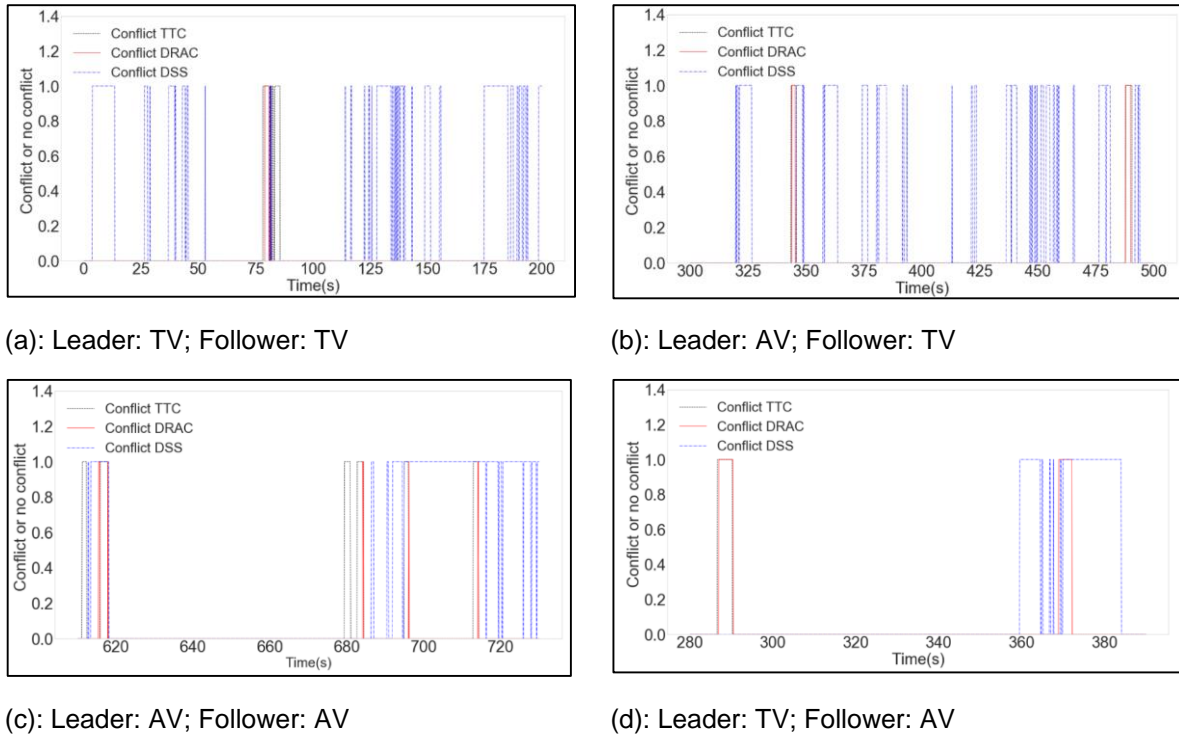 1.4
1.2
1.0
0.8
0.6
0.4
0.2
0.0
Conflict or no conflict
Conflict TTC
Conflict DRAC
Conflict DSS
0 25 50 75 100 125 150 175 200
Time(s)
(a): Leader: TV; Follower: TV
1.4
1.2
1.0
0.8
0.6
0.4
0.2
0.0
Conflict or no conflict
Conflict TTC
Conflict DRAC
Conflict DSS
300 325 350 375 400 425 450 475 500
Time(s)
(b): Leader: AV; Follower: TV
1.4
1.2
1.0
0.8
0.6
0.4
0.2
0.0
Conflict or no conflict
Conflict TTC
Conflict DRAC
Conflict DSS
620 640 660 680 700 720
Time(s)
(c): Leader: AV; Follower: AV
1.4
1.2
1.0
0.8
0.6
0.4
0.2
0.0
Conflict or no conflict
Conflict TTC
Conflict DRAC
Conflict DSS
280 300 320 340 360 380
Time(s)
(d): Leader: TV; Follower: AV